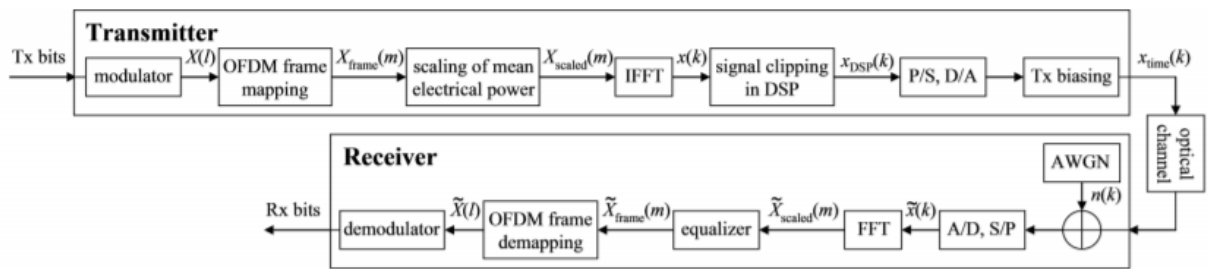 Transmitter
Tx bits
modulator
X(l)
OFDM frame
mapping
X_frame(m)
scaling of mean
electrical power
X_scaled(m)
IFFT
x(k)
signal clipping
in DSP
x_DSP(k)
P/S, D/A
Tx biasing
x_time(k)
optical
channel
Receiver
AWGN
n(k)
A/D, S/P
x̃(k)
FFT
X̃_scaled(m)
equalizer
X̃_frame(m)
OFDM frame
demapping
X̃(l)
demodulator
Rx bits